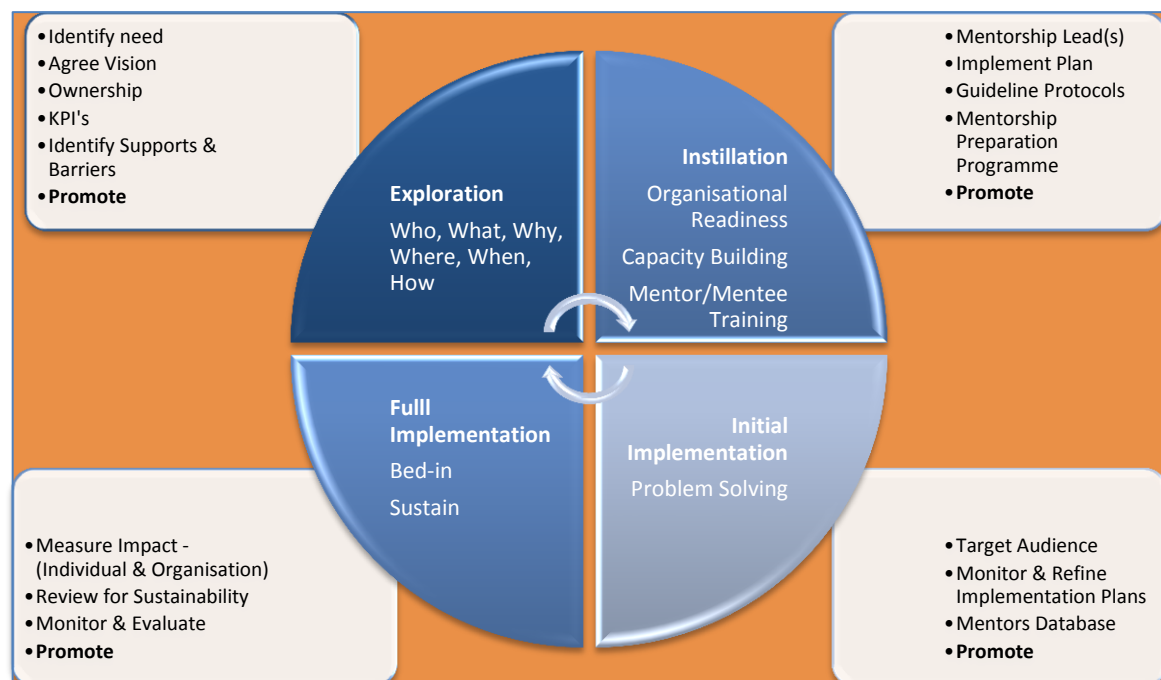 •Identify need
•Agree Vision
•Ownership
•KPI's
•Identify Supports &
Barriers
•Promote
Exploration
Who, What, Why,
Where, When,
How
Instillation
Organisational
Readiness
Capacity Building
Mentor/Mentee
Training
•Mentorship Lead(s)
•Implement Plan
•Guideline Protocols
•Mentorship
Preparation
Programme
•Promote
Fulll
Implementation
Bed-in
Sustain
Initial
Implementation
Problem Solving
•Measure Impact -
(Individual & Organisation)
•Review for Sustainability
•Monitor & Evaluate
•Promote
•Target Audience
•Monitor & Refine
Implementation Plans
•Mentors Database
•Promote